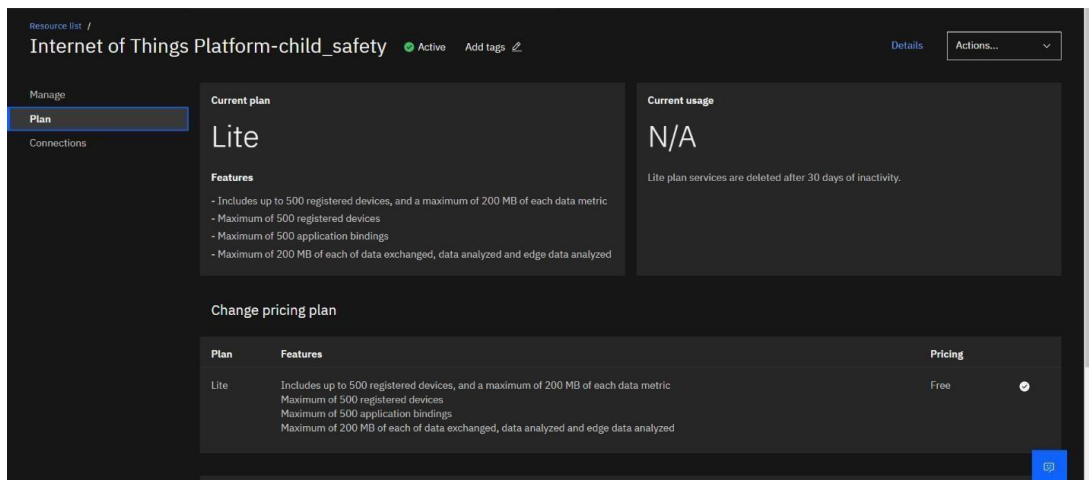 Resource list /
Internet of Things Platform-child_safety Active Add tags Details Actions...
Manage
Plan
Connections
Current plan
Lite
Features
- Includes up to 500 registered devices, and a maximum of 200 MB of each data metric
- Maximum of 500 registered devices
- Maximum of 500 application bindings
- Maximum of 200 MB of each of data exchanged, data analyzed and edge data analyzed
Current usage
N/A
Lite plan services are deleted after 30 days of inactivity.
Change pricing plan
Plan Features Pricing
Lite Includes up to 500 registered devices, and a maximum of 200 MB of each data metric Free
Maximum of 500 registered devices
Maximum of 500 application bindings
Maximum of 200 MB of each of data exchanged, data analyzed and edge data analyzed